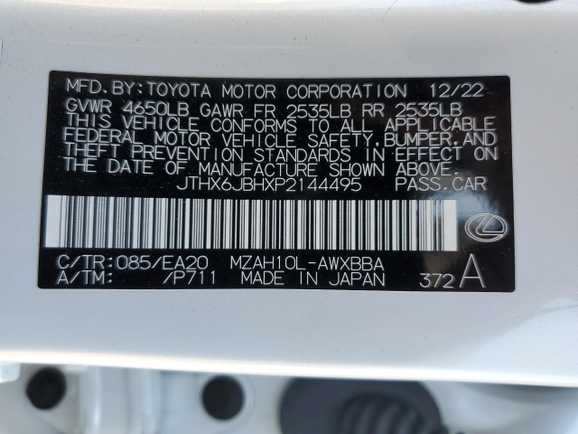 MFD. BY: TOYOTA MOTOR CORPORATION 12/22
GVWR 4650LB GAWR FR 2535LB RR 2535LB
THIS VEHICLE CONFORMS TO ALL APPLICABLE
FEDERAL MOTOR VEHICLE SAFETY, BUMPER, AND
THEFT PREVENTION STANDARDS IN EFFECT ON
THE DATE OF MANUFACTURE SHOWN ABOVE.
JTHX6JBHXP2144495 PASS. CAR
C/TR: 085/EA20 MZAH10L-AWXBBA
A/TM: /P711 MADE IN JAPAN 372 A